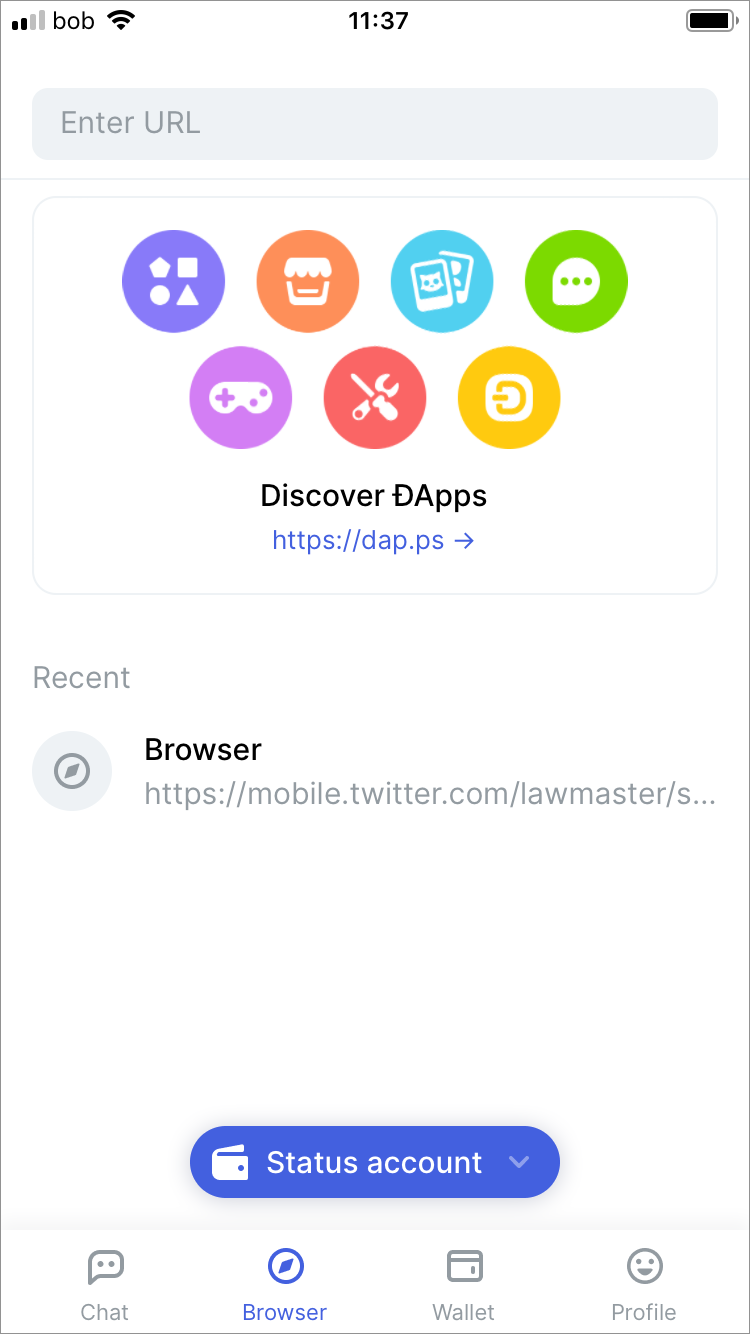 bob 11:37
Enter URL
Discover ĐApps
https://dap.ps →
Recent
Browser
https://mobile.twitter.com/lawmaster/s...
Status account
Chat Browser Wallet Profile